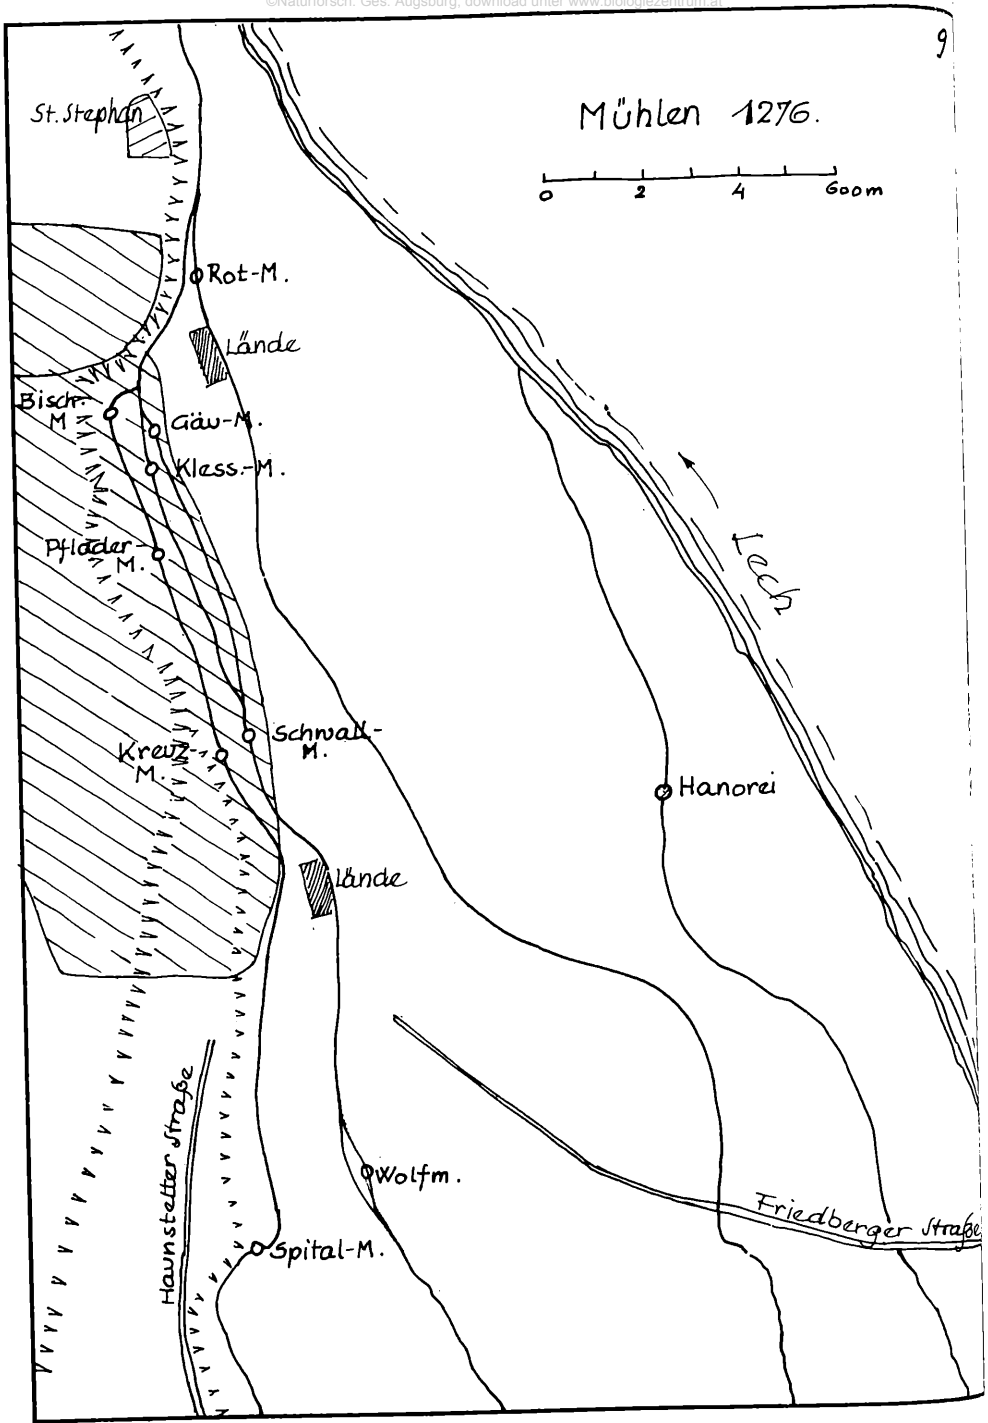 ©Naturforsch. Ges. Augsburg; download unter www.biologiezentrum.at
9
St. Stephan
Mühlen 1276.
0 2 4 600m
Rot-M.
Lände
Bisch.-
M
Gäu-M.
Kless.-M.
Pflader-
M.
Lech
Schwall-
M.
Kreuz-
M.
Hanorei
Lände
Haunstetter Straße
Wolfm.
Friedberger Straße
Spital-M.